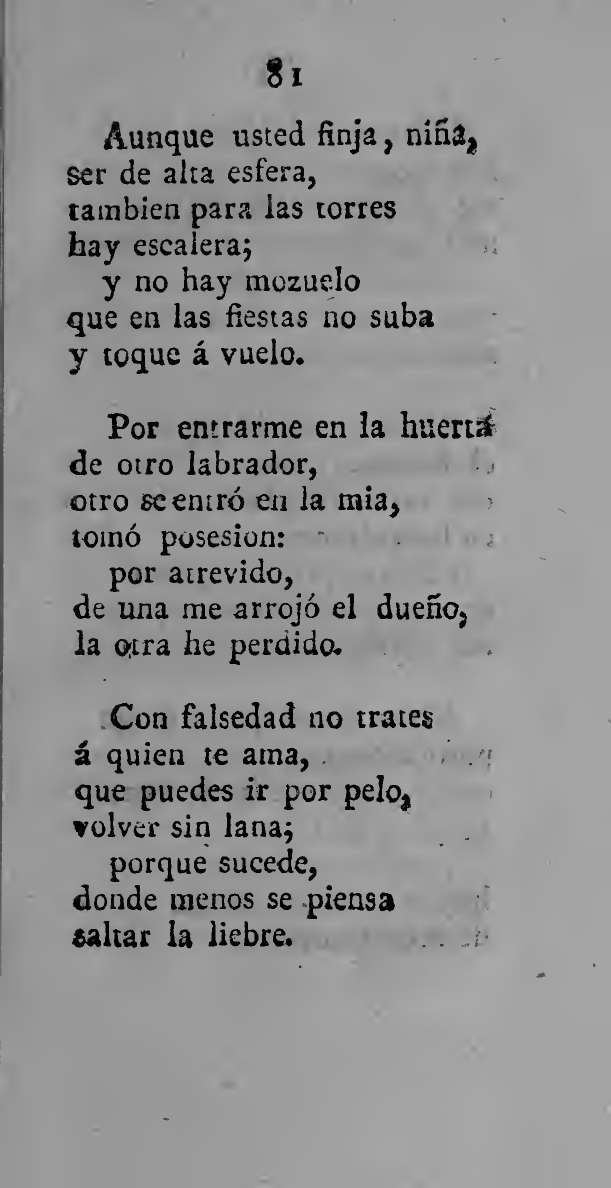 81
Aunque usted finja, niña,
ser de alta esfera,
tambien para las torres
hay escalera;
y no hay mozuelo
que en las fiestas no suba
y toque á vuelo.
Por entrarme en la huerta
de otro labrador,
otro se entró en la mia,
tomó posesion:
por atrevido,
de una me arrojó el dueño,
la otra he perdido.
Con falsedad no trates
á quien te ama,
que puedes ir por pelo,
volver sin lana;
porque sucede,
donde menos se piensa
saltar la liebre.